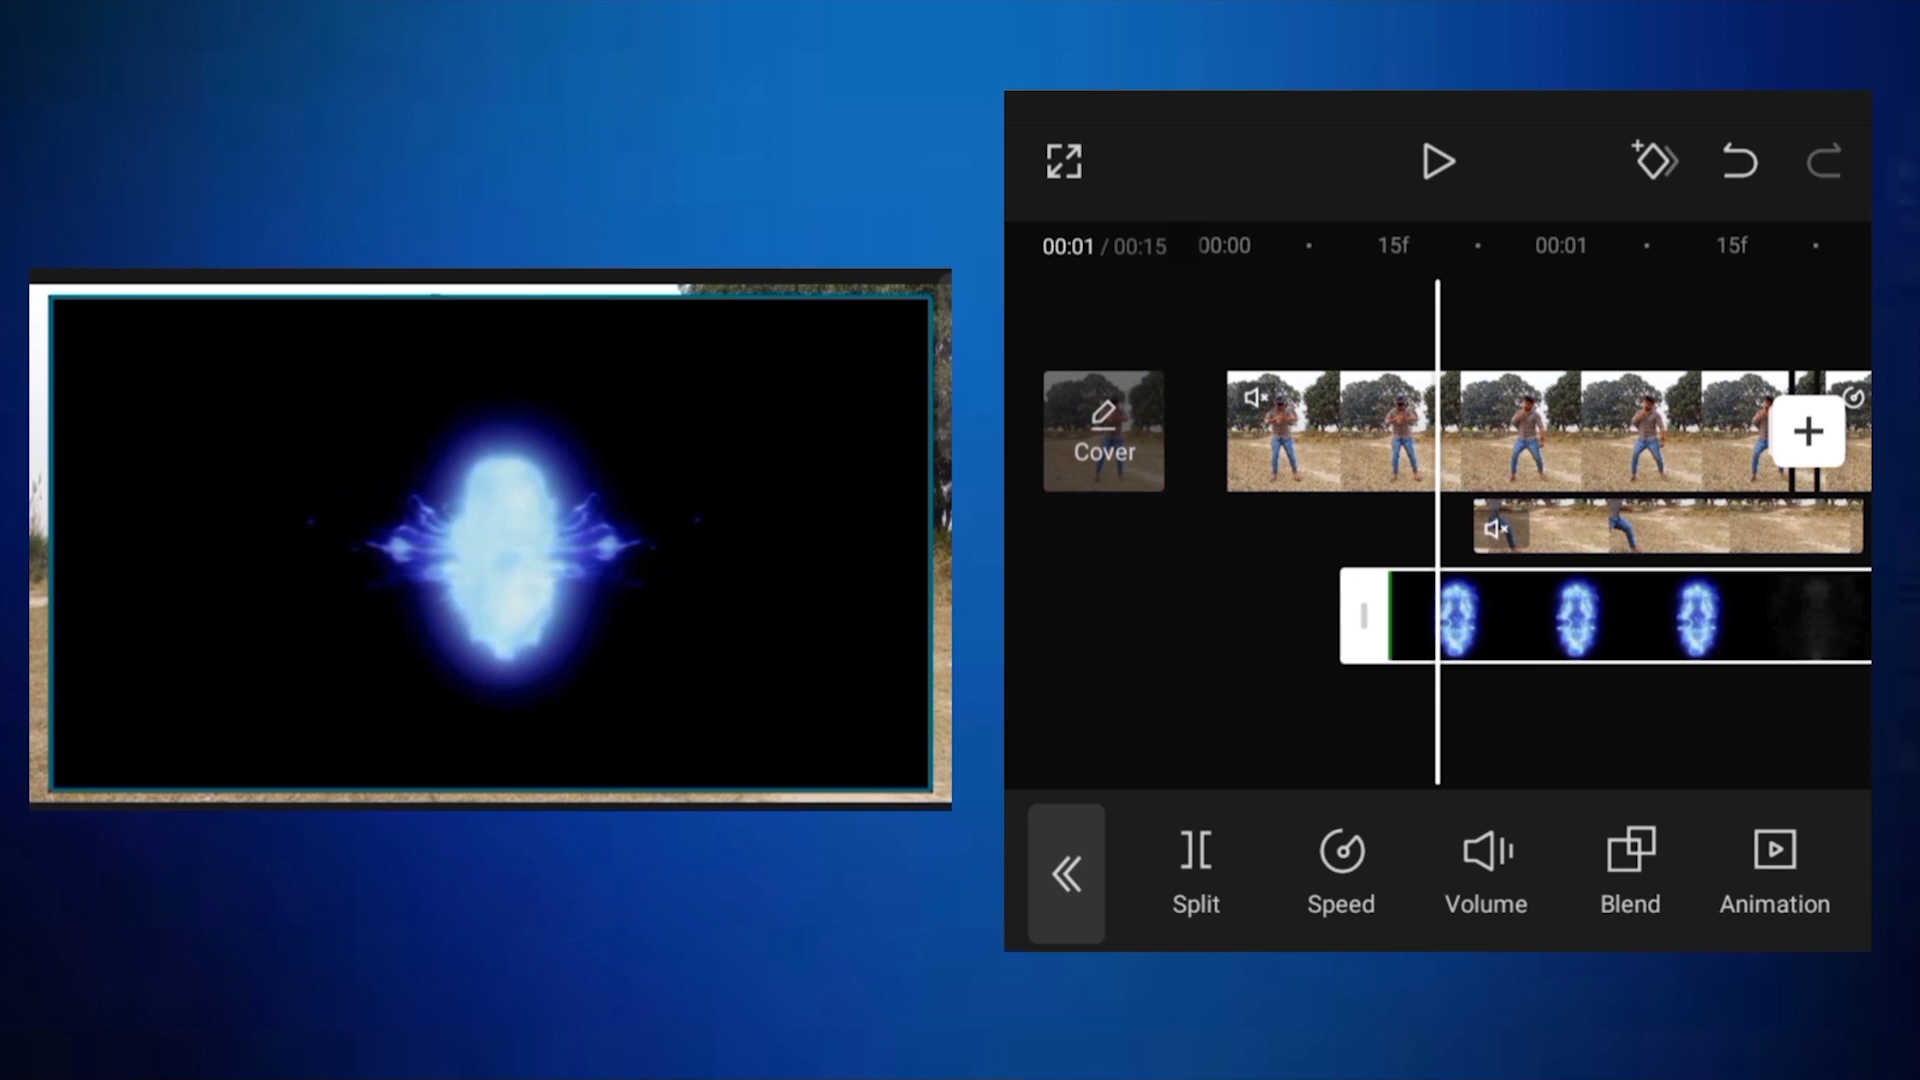 00:01 / 00:15 00:00 15f 00:01 15f
Cover
Split Speed Volume Blend Animation